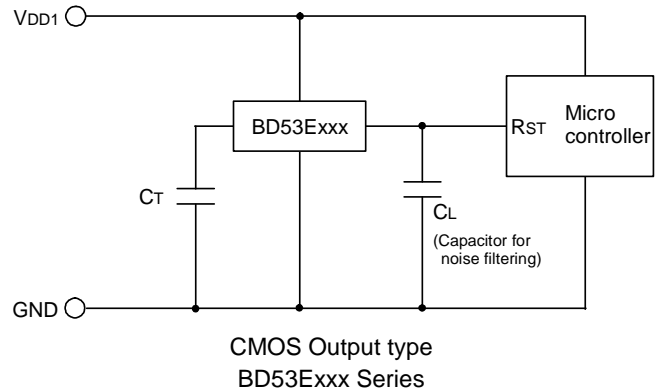 VDD1
BD53Exxx
RST
Micro
controller
CT
CL
(Capacitor for
noise filtering)
GND
CMOS Output type
BD53Exxx Series